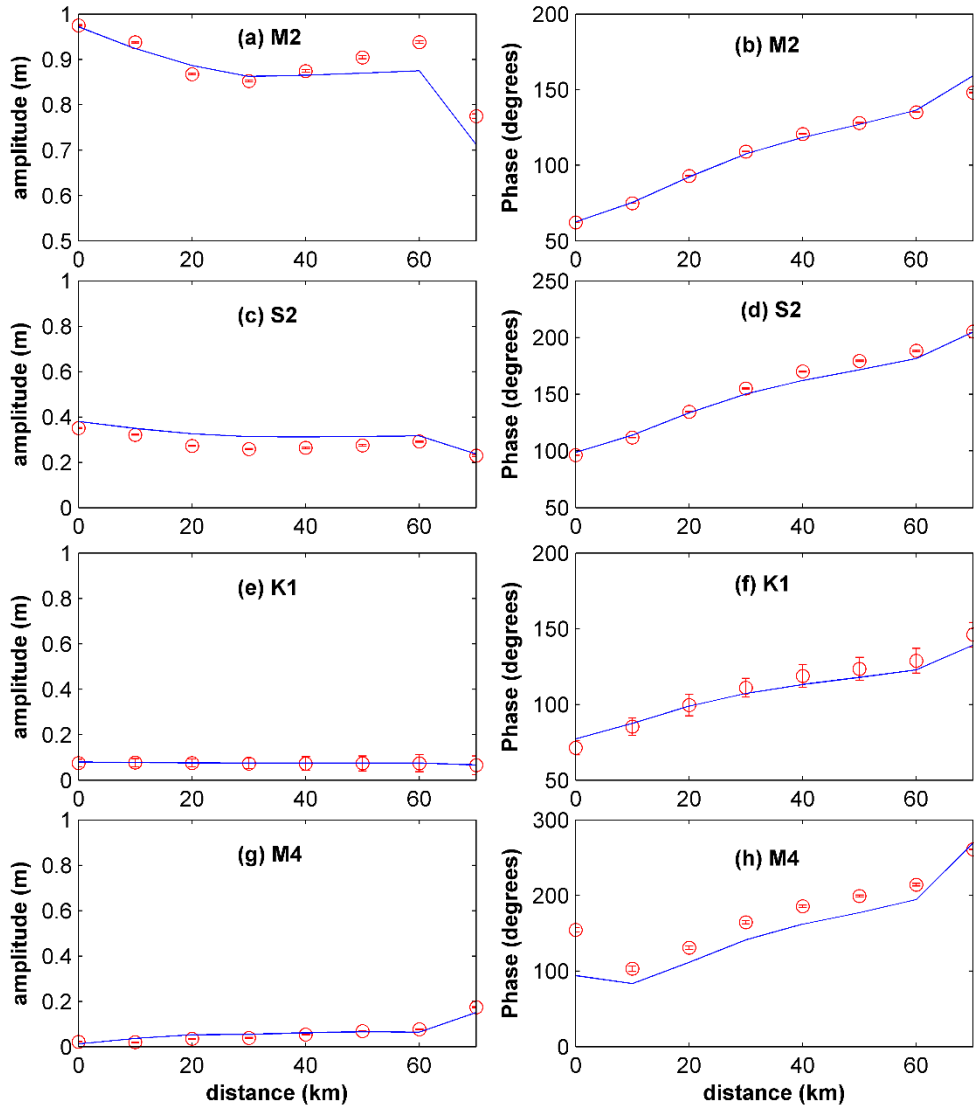 (a) M2
amplitude (m)
1
0.9
0.8
0.7
0.6
0.5
0 20 40 60
(b) M2
Phase (degrees)
200
150
100
50
0 20 40 60
(c) S2
amplitude (m)
1
0.8
0.6
0.4
0.2
0
0 20 40 60
(d) S2
Phase (degrees)
250
200
150
100
50
0 20 40 60
(e) K1
amplitude (m)
1
0.8
0.6
0.4
0.2
0
0 20 40 60
(f) K1
Phase (degrees)
200
150
100
50
0 20 40 60
(g) M4
amplitude (m)
1
0.8
0.6
0.4
0.2
0
0 20 40 60
distance (km)
(h) M4
Phase (degrees)
300
200
100
0
0 20 40 60
distance (km)